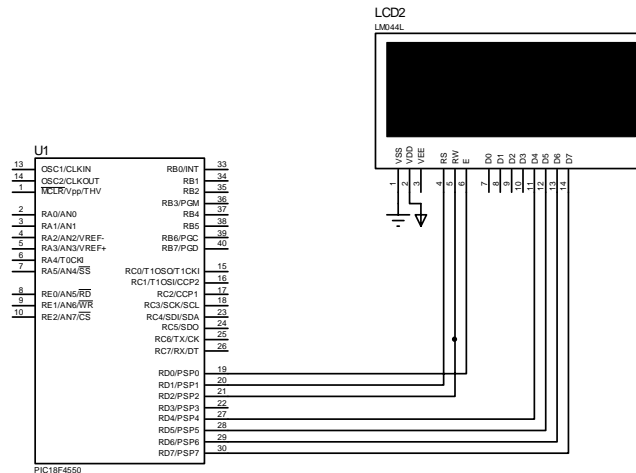 LCD2
LM044L
VSS
VDD
VEE
RS
RW
E
D0
D1
D2
D3
D4
D5
D6
D7
1
2
3
4
5
6
7
8
9
10
11
12
13
14
U1
13 OSC1/CLKIN RB0/INT 33
14 OSC2/CLKOUT RB1 34
1 MCLR/Vpp/THV RB2 35
RB3/PGM 36
2 RA0/AN0 RB4 37
3 RA1/AN1 RB5 38
4 RA2/AN2/VREF- RB6/PGC 39
5 RA3/AN3/VREF+ RB7/PGD 40
6 RA4/T0CKI
7 RA5/AN4/SS RC0/T1OSO/T1CKI 15
RC1/T1OSI/CCP2 16
8 RE0/AN5/RD RC2/CCP1 17
9 RE1/AN6/WR RC3/SCK/SCL 18
10 RE2/AN7/CS RC4/SDI/SDA 23
RC5/SDO 24
RC6/TX/CK 25
RC7/RX/DT 26
RD0/PSP0 19
RD1/PSP1 20
RD2/PSP2 21
RD3/PSP3 22
RD4/PSP4 27
RD5/PSP5 28
RD6/PSP6 29
RD7/PSP7 30
PIC18F4550